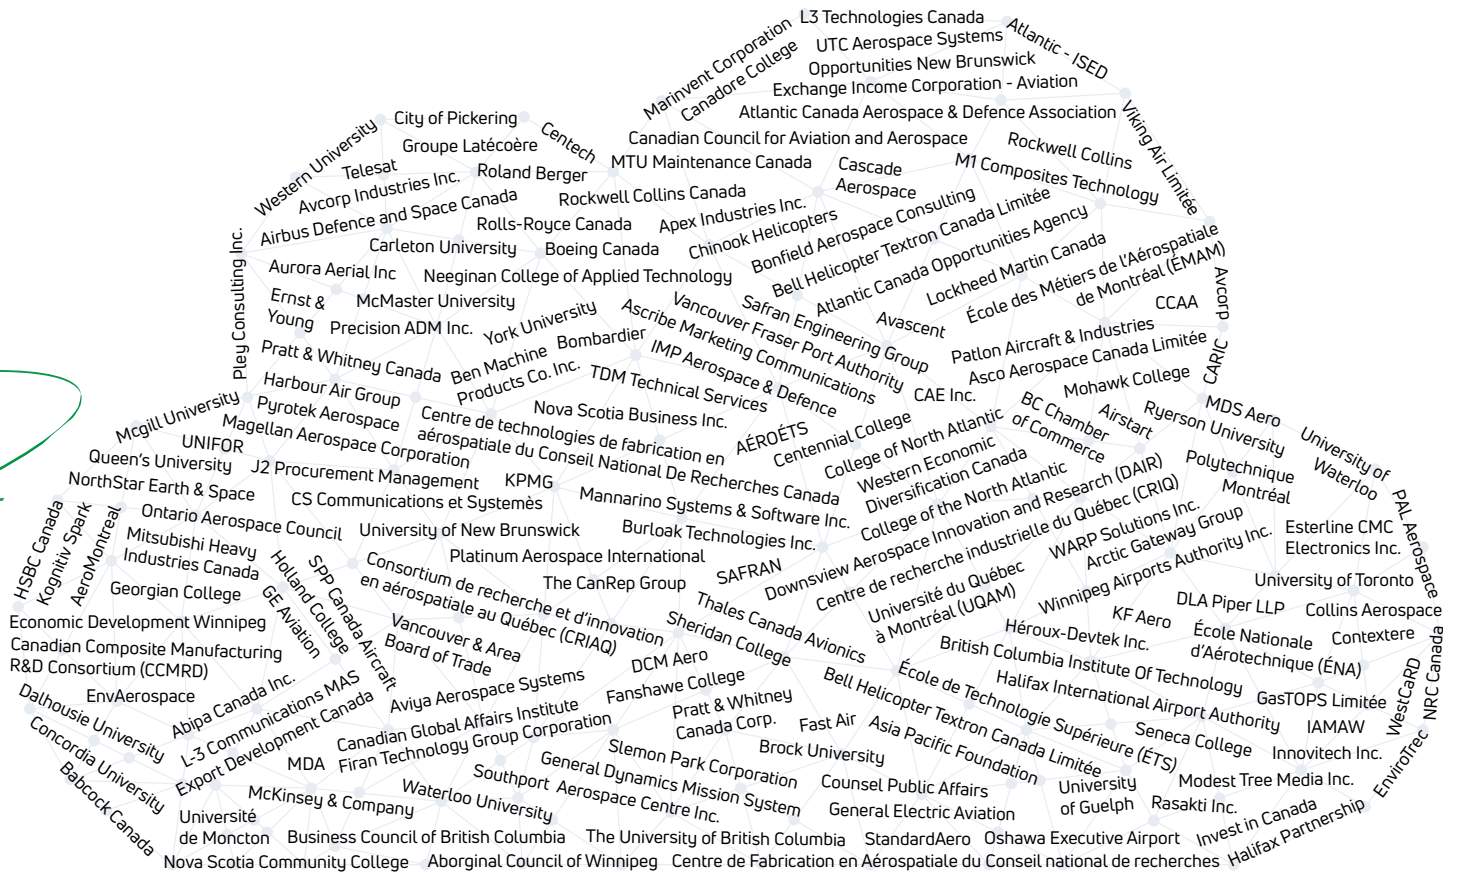 L3 Technologies Canada
Marinvent Corporation
Canadore College
UTC Aerospace Systems
Atlantic - ISED
Opportunities New Brunswick
Exchange Income Corporation - Aviation
Atlantic Canada Aerospace & Defence Association
Viking Air Limitée
City of Pickering
Centech
Western University
Groupe Latécoère
Canadian Council for Aviation and Aerospace
Rockwell Collins
Telesat
Roland Berger
MTU Maintenance Canada
Cascade
Aerospace
M1 Composites Technology
Avcorp Industries Inc.
Rockwell Collins Canada
Airbus Defence and Space Canada
Rolls-Royce Canada
Apex Industries Inc.
Chinook Helicopters
Bonfield Aerospace Consulting
Bell Helicopter Textron Canada Limitée
Atlantic Canada Opportunities Agency
Lockheed Martin Canada
École des Métiers de l'Aérospatiale
de Montréal (ÉMAM)
Pley Consulting Inc.
Carleton University
Boeing Canada
Aurora Aerial Inc
Neeginan College of Applied Technology
Avcorp
CCAA
Ernst &
Young
McMaster University
Precision ADM Inc.
York University
Bombardier
Ascribe Marketing Communications
Vancouver Fraser Port Authority
Safran Engineering Group
Avascent
Patlon Aircraft & Industries
Asco Aerospace Canada Limitée
CARIC
Pratt & Whitney Canada
Ben Machine
Products Co. Inc.
IMP Aerospace & Defence
TDM Technical Services
CAE Inc.
Mohawk College
Harbour Air Group
Mcgill University
Pyrotek Aerospace
Nova Scotia Business Inc.
AÉROÉTS
Centennial College
College of North Atlantic
BC Chamber
of Commerce
Airstart
Ryerson University
MDS Aero
University of
Waterloo
UNIFOR
Magellan Aerospace Corporation
Centre de technologies de fabrication en
aérospatiale du Conseil National De Recherches Canada
Western Economic
Diversification Canada
Queen's University
J2 Procurement Management
KPMG
College of the North Atlantic
Polytechnique
Montréal
NorthStar Earth & Space
CS Communications et Systemès
Mannarino Systems & Software Inc.
Downsview Aerospace Innovation and Research (DAIR)
Centre de recherche industrielle du Québec (CRIQ)
PAL Aerospace
HSBC Canada
Kognitiv Spark
AeroMontreal
Ontario Aerospace Council
University of New Brunswick
Burloak Technologies Inc.
WARP Solutions Inc.
Arctic Gateway Group
Winnipeg Airports Authority Inc.
Esterline CMC
Electronics Inc.
Mitsubishi Heavy
Industries Canada
Holland College
SPP Canada Aircraft
Platinum Aerospace International
Consortium de recherche et d'innovation
en aérospatiale au Québec (CRIAQ)
The CanRep Group
SAFRAN
Université du Québec
à Montréal (UQAM)
University of Toronto
Georgian College
GE Aviation
Thales Canada Avionics
KF Aero
DLA Piper LLP
Collins Aerospace
Economic Development Winnipeg
Vancouver & Area
Board of Trade
Sheridan College
Héroux-Devtek Inc.
École Nationale
d'Aérotechnique (ÉNA)
Contextere
Canadian Composite Manufacturing
R&D Consortium (CCMRD)
DCM Aero
British Columbia Institute Of Technology
WestCaRD
NRC Canada
Dalhousie University
EnvAerospace
Abipa Canada Inc.
Aviya Aerospace Systems
Fanshawe College
Bell Helicopter Textron Canada Limitée
École de Technologie Supérieure (ÉTS)
Halifax International Airport Authority
GasTOPS Limitée
Concordia University
L-3 Communications MAS
Export Development Canada
Canadian Global Affairs Institute
Firan Technology Group Corporation
Pratt & Whitney
Canada Corp.
Fast Air
Asia Pacific Foundation
Seneca College
IAMAW
Innovitech Inc.
EnviroTrec
Babcock Canada
MDA
Slemon Park Corporation
Brock University
General Dynamics Mission System
Southport Aerospace Centre Inc.
Counsel Public Affairs
University
of Guelph
Modest Tree Media Inc.
McKinsey & Company
Waterloo University
General Electric Aviation
Rasakti Inc.
Invest in Canada
Halifax Partnership
Université
de Moncton
Business Council of British Columbia
The University of British Columbia
StandardAero
Oshawa Executive Airport
Nova Scotia Community College
Aborginal Council of Winnipeg
Centre de Fabrication en Aérospatiale du Conseil national de recherches